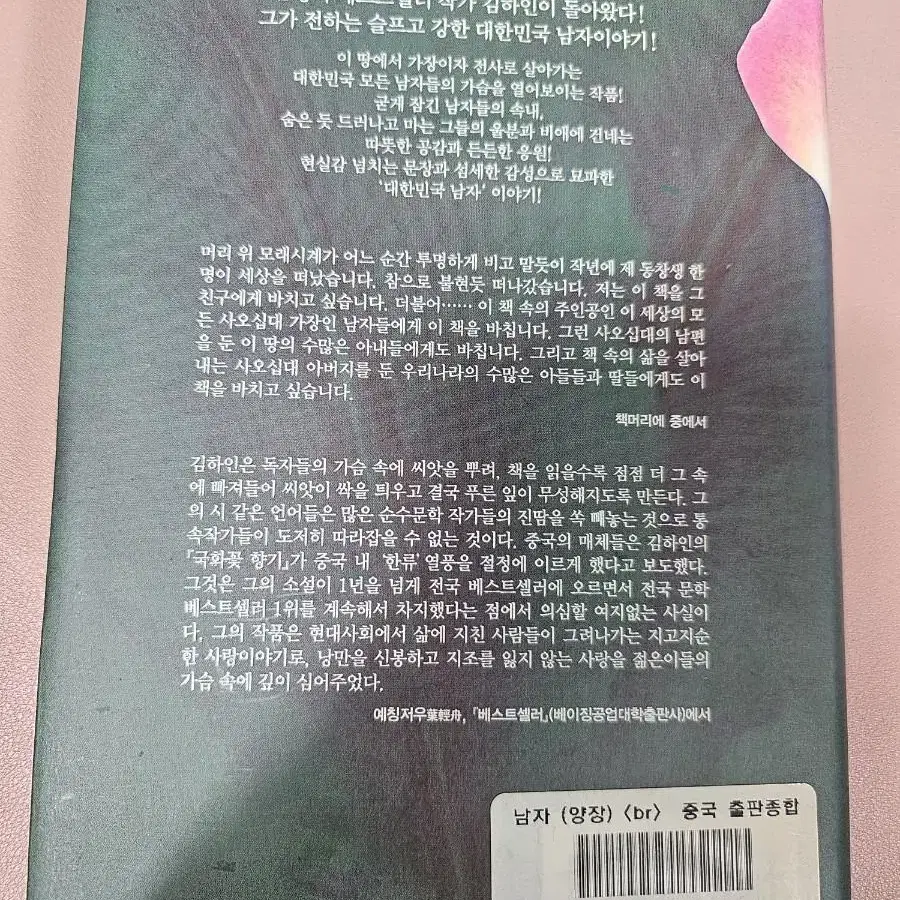 베스트셀러 작가 김하인이 돌아왔다!
그가 전하는 슬프고 강한 대한민국 남자이야기!
이 땅에서 가장이자 전사로 살아가는
대한민국 모든 남자들의 가슴을 열어보이는 작품!
굳게 잠긴 남자들의 속내,
숨은 듯 드러나고 마는 그들의 울분과 비애에 건네는
따뜻한 공감과 든든한 응원!
현실감 넘치는 문장과 섬세한 감성으로 묘파한
'대한민국 남자' 이야기!
머리 위 모래시계가 어느 순간 투명하게 비고 말듯이 작년에 제 동창생 한
명이 세상을 떠났습니다. 참으로 불현듯 떠나갔습니다. 저는 이 책을 그
친구에게 바치고 싶습니다. 더불어…… 이 책 속의 주인공인 이 세상의 모
든 사오십대 가장인 남자들에게 이 책을 바칩니다. 그런 사오십대의 남편
을 둔 이 땅의 수많은 아내들에게도 바칩니다. 그리고 책 속의 삶을 살아
내는 사오십대 아버지를 둔 우리나라의 수많은 아들들과 딸들에게도 이
책을 바치고 싶습니다.
책머리에 중에서
김하인은 독자들의 가슴 속에 씨앗을 뿌려, 책을 읽을수록 점점 더 그 속
에 빠져들어 씨앗이 싹을 틔우고 결국 푸른 잎이 무성해지도록 만든다. 그
의 시 같은 언어들은 많은 순수문학 작가들의 진땀을 쏙 빼놓는 것으로 통
속작가들이 도저히 따라잡을 수 없는 것이다. 중국의 매체들은 김하인의
『국화꽃 향기』가 중국 내 '한류' 열풍을 절정에 이르게 했다고 보도했다.
그것은 그의 소설이 1년을 넘게 전국 베스트셀러에 오르면서 전국 문학
베스트셀러 1위를 계속해서 차지했다는 점에서 의심할 여지없는 사실이
다. 그의 작품은 현대사회에서 삶에 지친 사람들이 그려나가는 지고지순
한 사랑이야기로, 낭만을 신봉하고 지조를 잃지 않는 사랑을 젊은이들의
가슴 속에 깊이 심어주었다.
예칭저우葉輕舟, 『베스트셀러』(베이징공업대학출판사)에서
남자 (양장) <br> 중국 출판종합